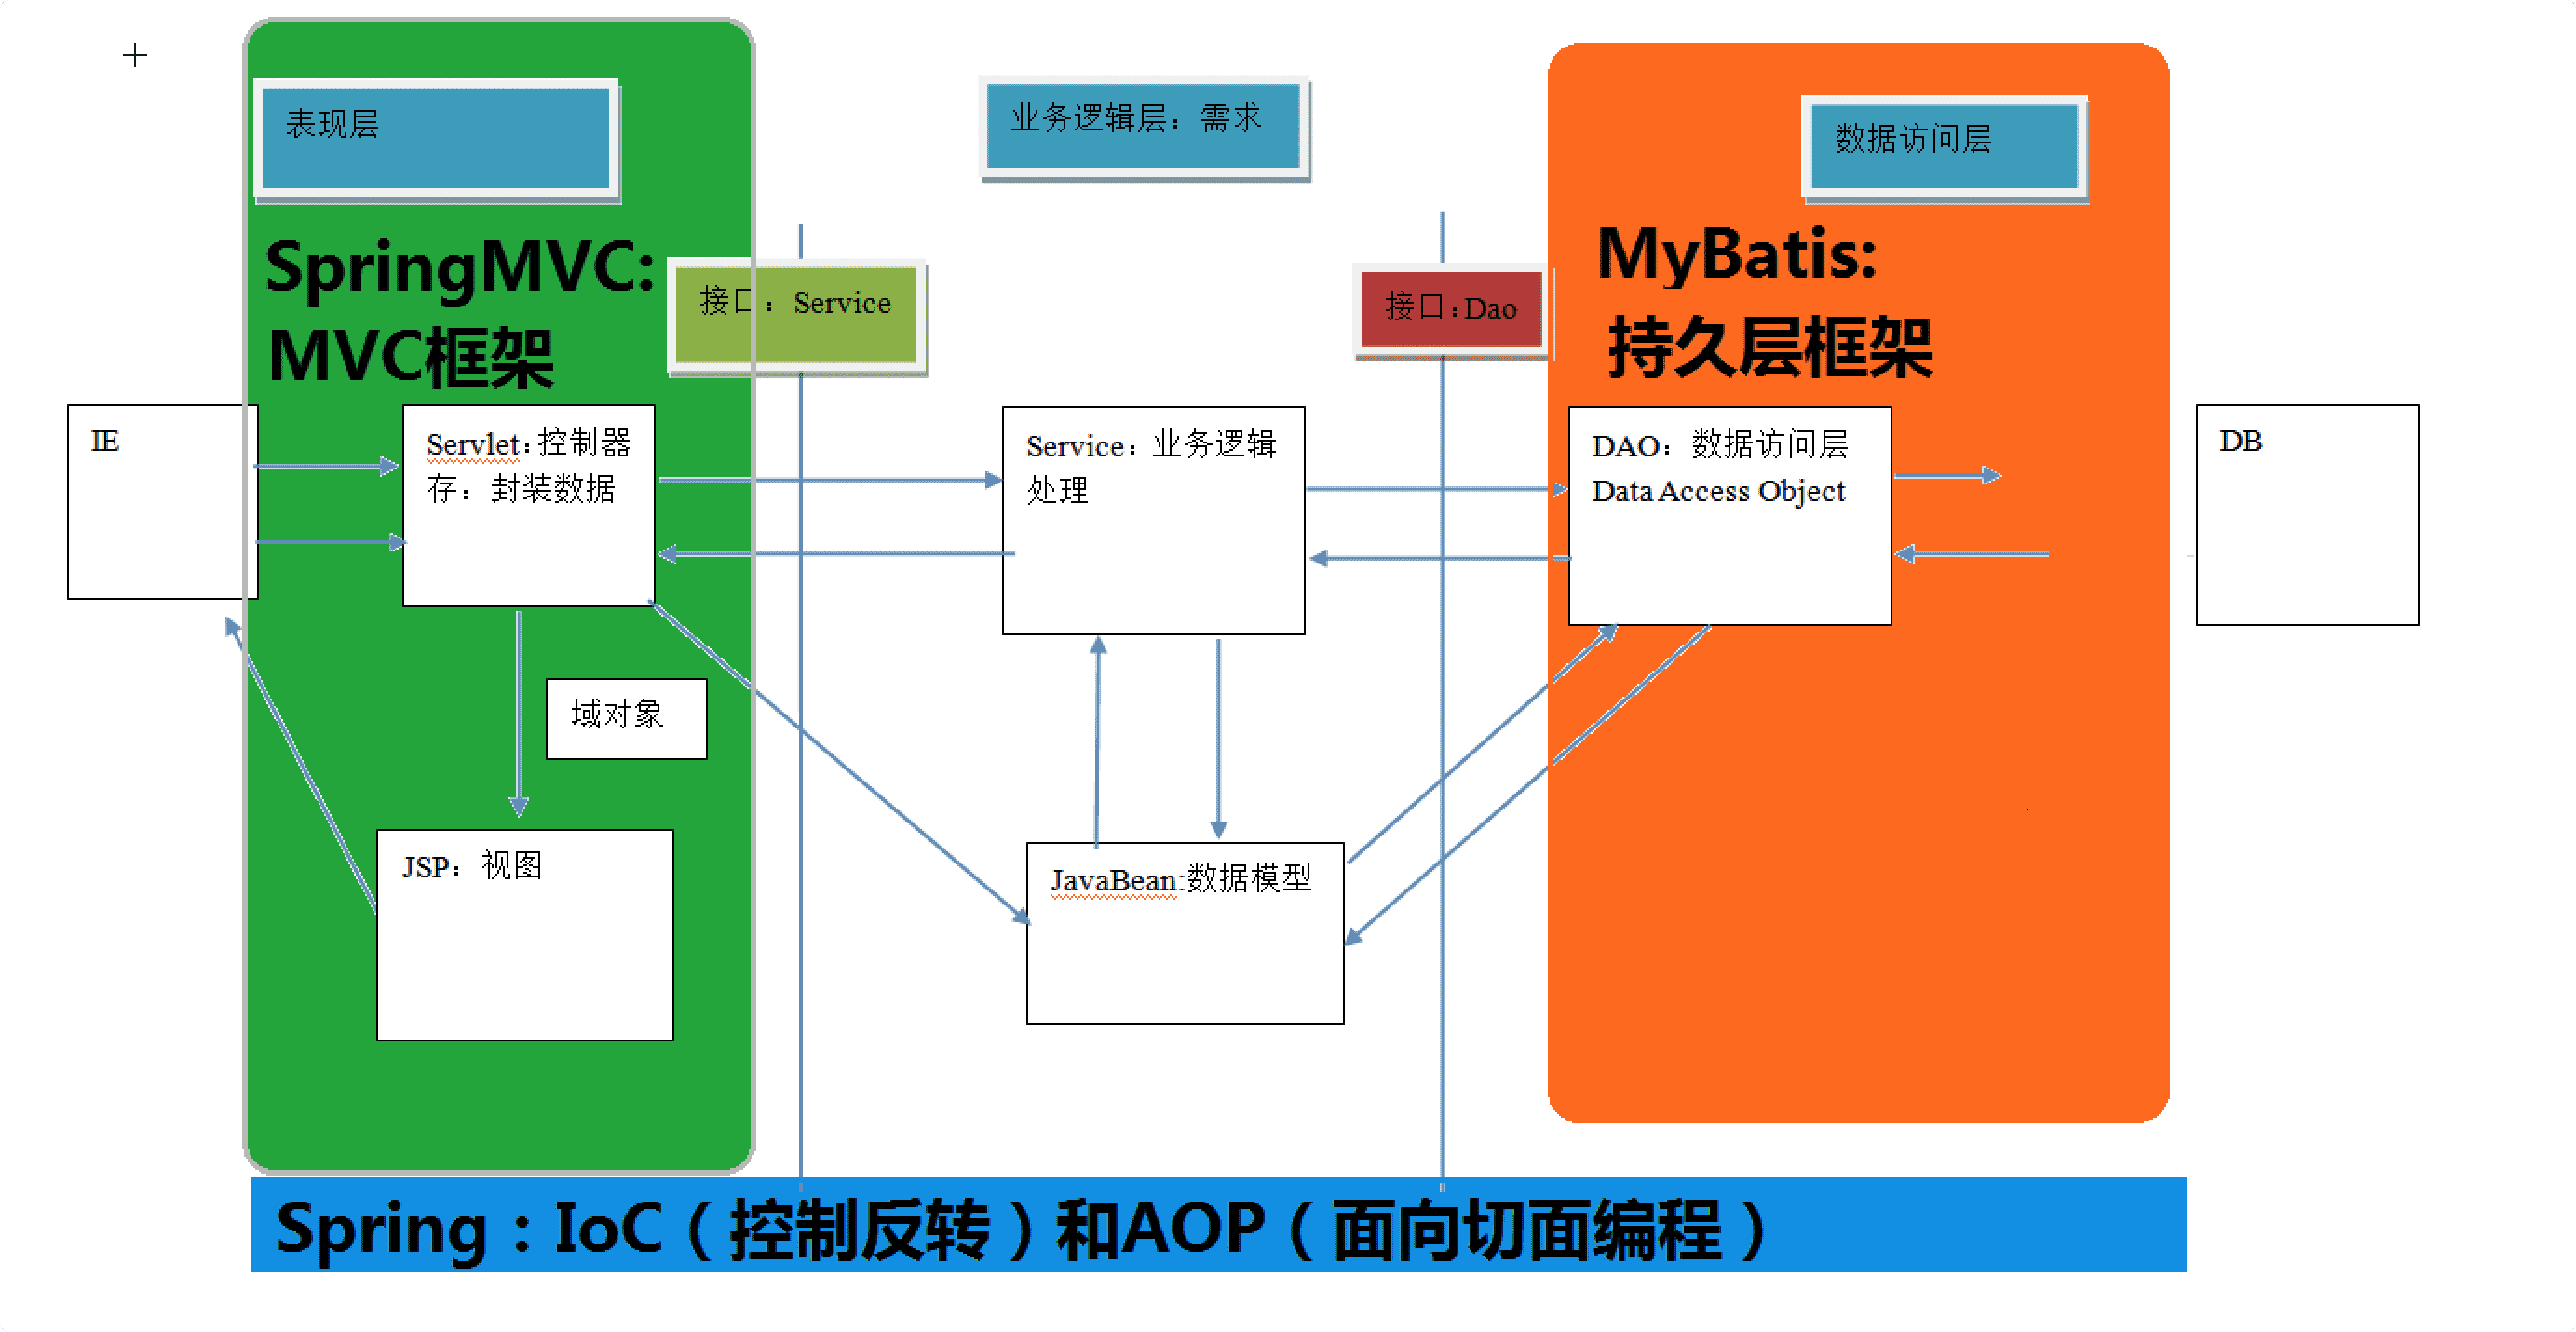 表现层
业务逻辑层：需求
数据访问层
SpringMVC:
MVC框架
接口：Service
接口:Dao
MyBatis:
持久层框架
IE
Servlet:控制器
存：封装数据
Service：业务逻辑
处理
DAO：数据访问层
Data Access Object
DB
域对象
JSP：视图
JavaBean:数据模型
Spring：IoC（控制反转）和AOP（面向切面编程）